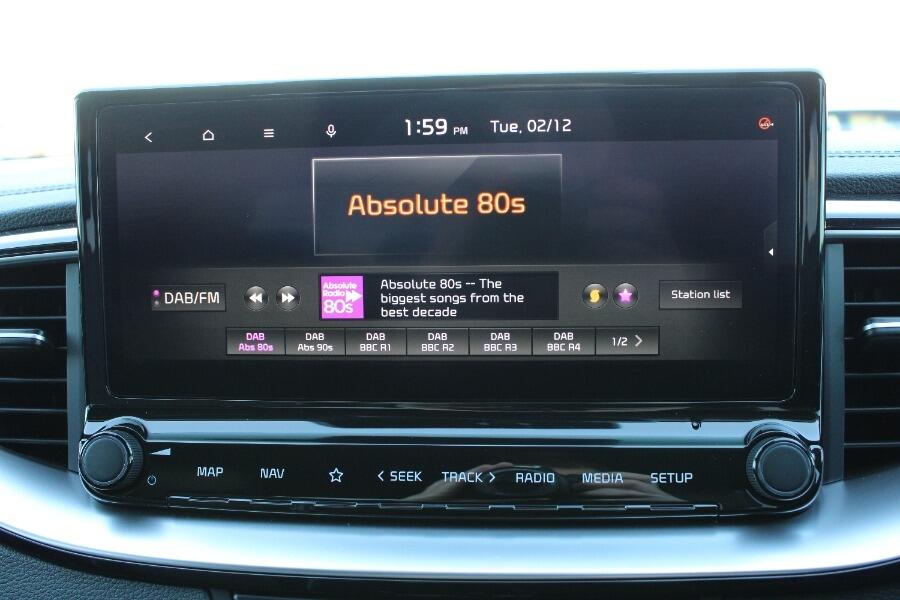 1:59 PM Tue, 02/12
Absolute 80s
DAB/FM
Absolute
Radio
80s
Absolute 80s -- The
biggest songs from the
best decade
Station list
DAB
Abs 80s
DAB
Abs 90s
DAB
BBC R1
DAB
BBC R2
DAB
BBC R3
DAB
BBC R4
1/2 >
MAP NAV < SEEK TRACK > RADIO MEDIA SETUP